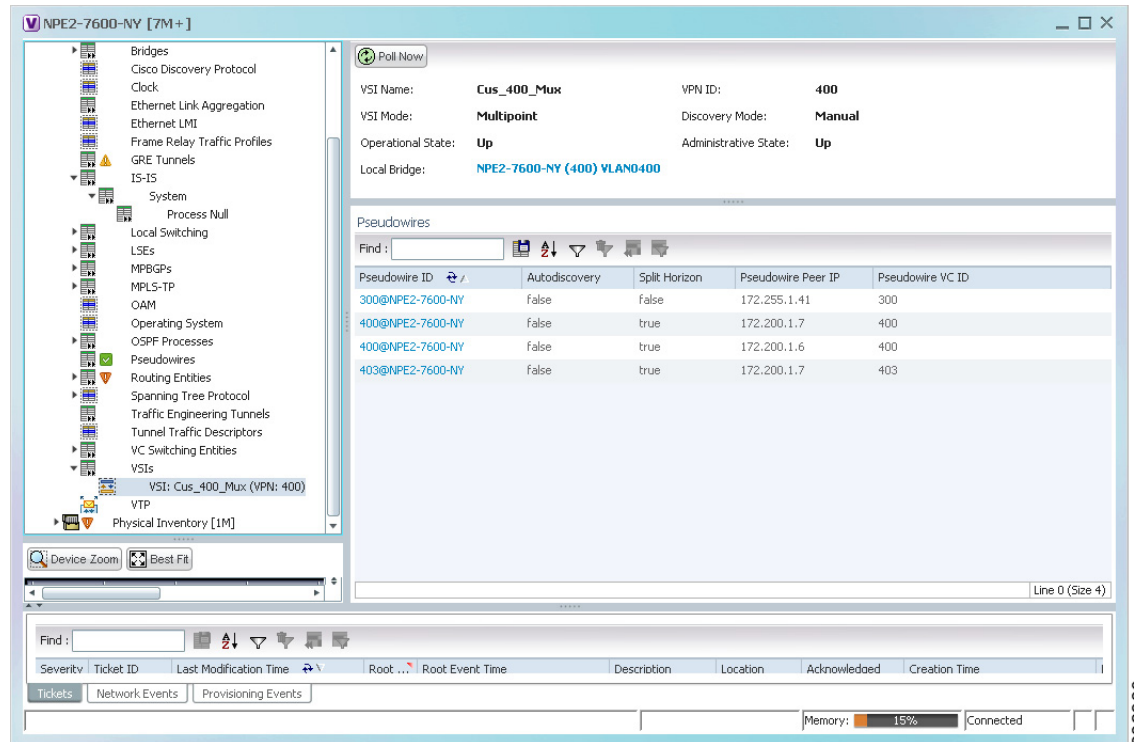 NPE2-7600-NY [7M+]
Bridges
Cisco Discovery Protocol
Clock
Ethernet Link Aggregation
Ethernet LMI
Frame Relay Traffic Profiles
GRE Tunnels
IS-IS
System
Process Null
Local Switching
LSEs
MPBGPs
MPLS-TP
OAM
Operating System
OSPF Processes
Pseudowires
Routing Entities
Spanning Tree Protocol
Traffic Engineering Tunnels
Tunnel Traffic Descriptors
VC Switching Entities
VSIs
VSI: Cus_400_Mux (VPN: 400)
VTP
Physical Inventory [1M]
Device Zoom Best Fit
Poll Now
VSI Name: Cus_400_Mux VPN ID: 400
VSI Mode: Multipoint Discovery Mode: Manual
Operational State: Up Administrative State: Up
Local Bridge: NPE2-7600-NY (400) VLAN0400
Pseudowires
Find :
Pseudowire ID Autodiscovery Split Horizon Pseudowire Peer IP Pseudowire VC ID
300@NPE2-7600-NY false false 172.255.1.41 300
400@NPE2-7600-NY false true 172.200.1.7 400
400@NPE2-7600-NY false true 172.200.1.6 400
403@NPE2-7600-NY false true 172.200.1.7 403
Line 0 (Size 4)
Find :
Severity Ticket ID Last Modification Time Root ... Root Event Time Description Location Acknowledged Creation Time
Tickets Network Events Provisioning Events
Memory: 15% Connected